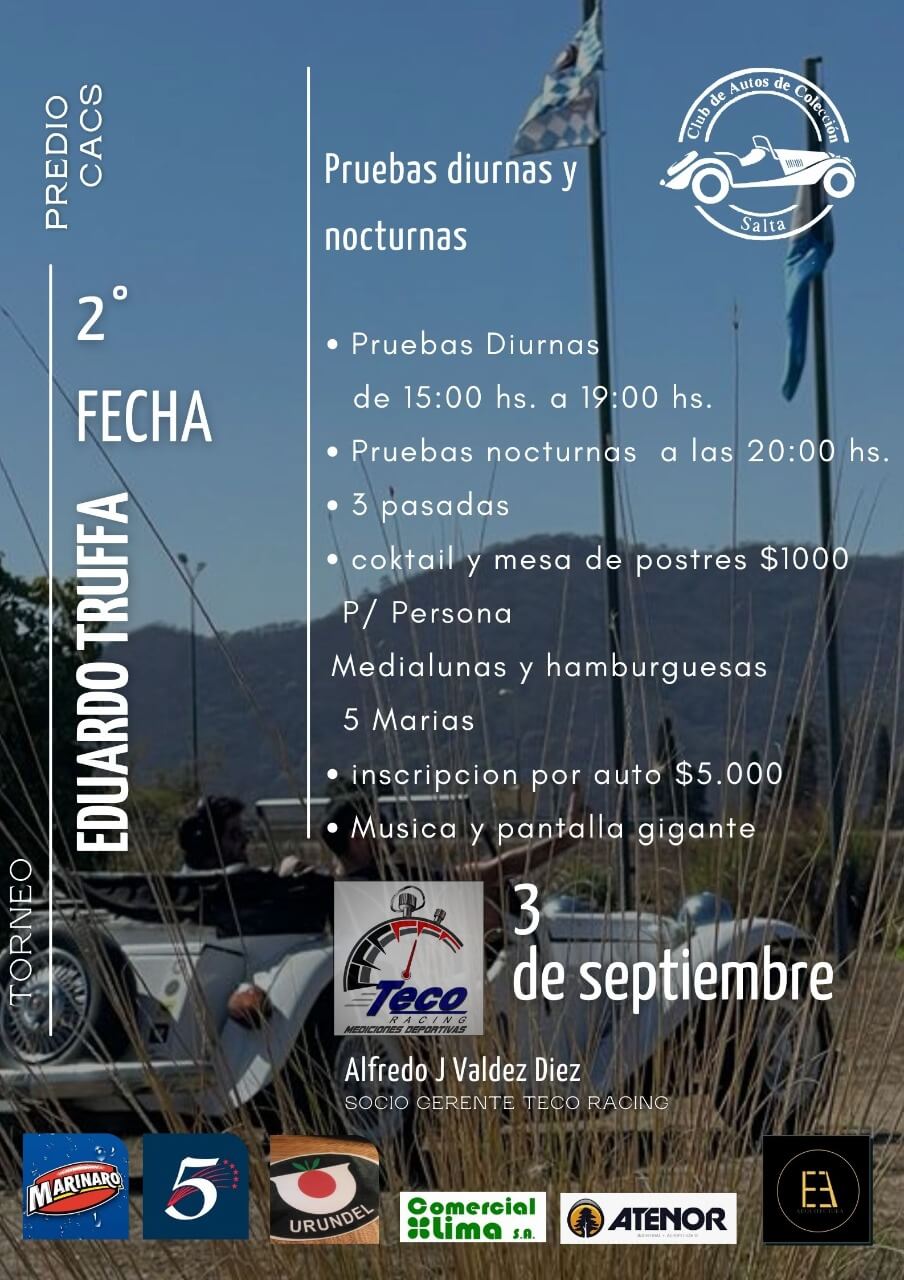 PREDIO
CACS
2°
FECHA
TORNEO
EDUARDO TRUFFA
Club de Autos de Colección
Salta
Pruebas diurnas y
nocturnas
• Pruebas Diurnas
de 15:00 hs. a 19:00 hs.
• Pruebas nocturnas a las 20:00 hs.
• 3 pasadas
• coktail y mesa de postres $1000
P/ Persona
Medialunas y hamburguesas
5 Marias
• inscripcion por auto $5.000
• Musica y pantalla gigante
Teco
RACING
MEDICIONES DEPORTIVAS
3
de septiembre
Alfredo J Valdez Diez
SOCIO GERENTE TECO RACING
MARINARO
5
URUNDEL
Comercial
Lima S.A.
ATENOR